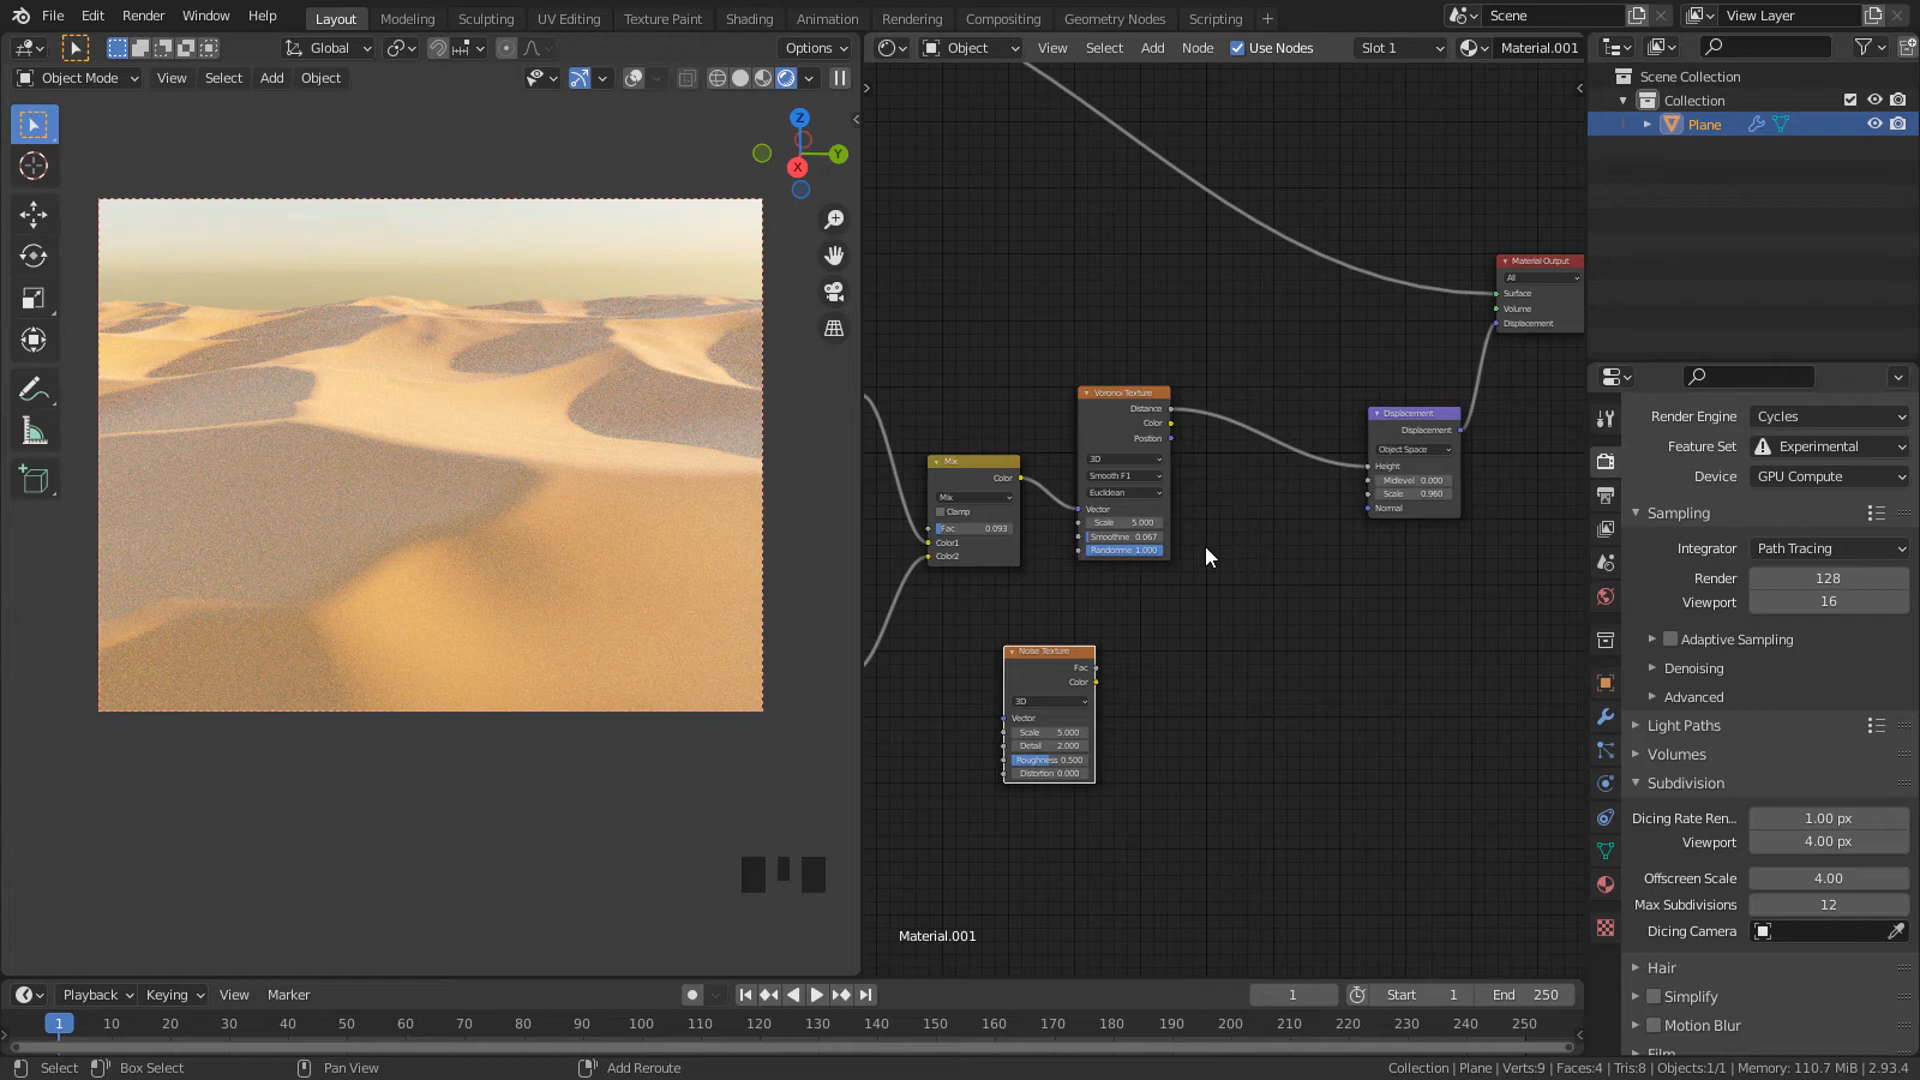 File Edit Render Window Help Layout Modeling Sculpting UV Editing Texture Paint Shading Animation Rendering Compositing Geometry Nodes Scripting + Scene View Layer
Global Options Object View Select Add Node Use Nodes Slot 1 Material.001
Object Mode View Select Add Object
Scene Collection
Collection
Plane
Z
Y
X
Material Output
All
Surface
Volume
Displacement
Voronoi Texture
Distance
Color
Position
3D
Smooth F1
Euclidean
Vector
Scale 5.000
Smoothne 0.067
Randomne 1.000
Displacement
Displacement
Object Space
Height
Midlevel 0.000
Scale 0.960
Normal
Mix
Color
Mix
Clamp
Fac 0.093
Color1
Color2
Noise Texture
Fac
Color
3D
Vector
Scale 5.000
Detail 2.000
Roughness 0.500
Distortion 0.000
Material.001
Render Engine Cycles
Feature Set Experimental
Device GPU Compute
Sampling
Integrator Path Tracing
Render 128
Viewport 16
Adaptive Sampling
Denoising
Advanced
Light Paths
Volumes
Subdivision
Dicing Rate Ren... 1.00 px
Viewport 4.00 px
Offscreen Scale 4.00
Max Subdivisions 12
Dicing Camera
Hair
Simplify
Motion Blur
Film
Playback Keying View Marker 1 Start 1 End 250
1 10 20 30 40 50 60 70 80 90 100 110 120 130 140 150 160 170 180 190 200 210 220 230 240 250
Select Box Select Pan View Add Reroute Collection | Plane | Verts:9 | Faces:4 | Tris:8 | Objects:1/1 | Memory: 110.7 MiB | 2.93.4